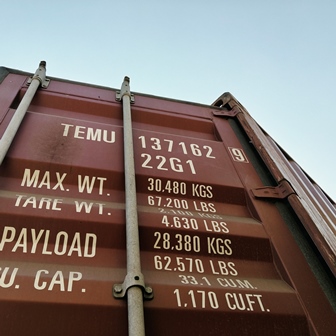 TEMU 137162 9
22G1
MAX. WT. 30.480 KGS
67.200 LBS
TARE WT. 2.100 KGS
4.630 LBS
PAYLOAD 28.380 KGS
62.570 LBS
U. CAP. 33.1 CU.M.
1.170 CU.FT.